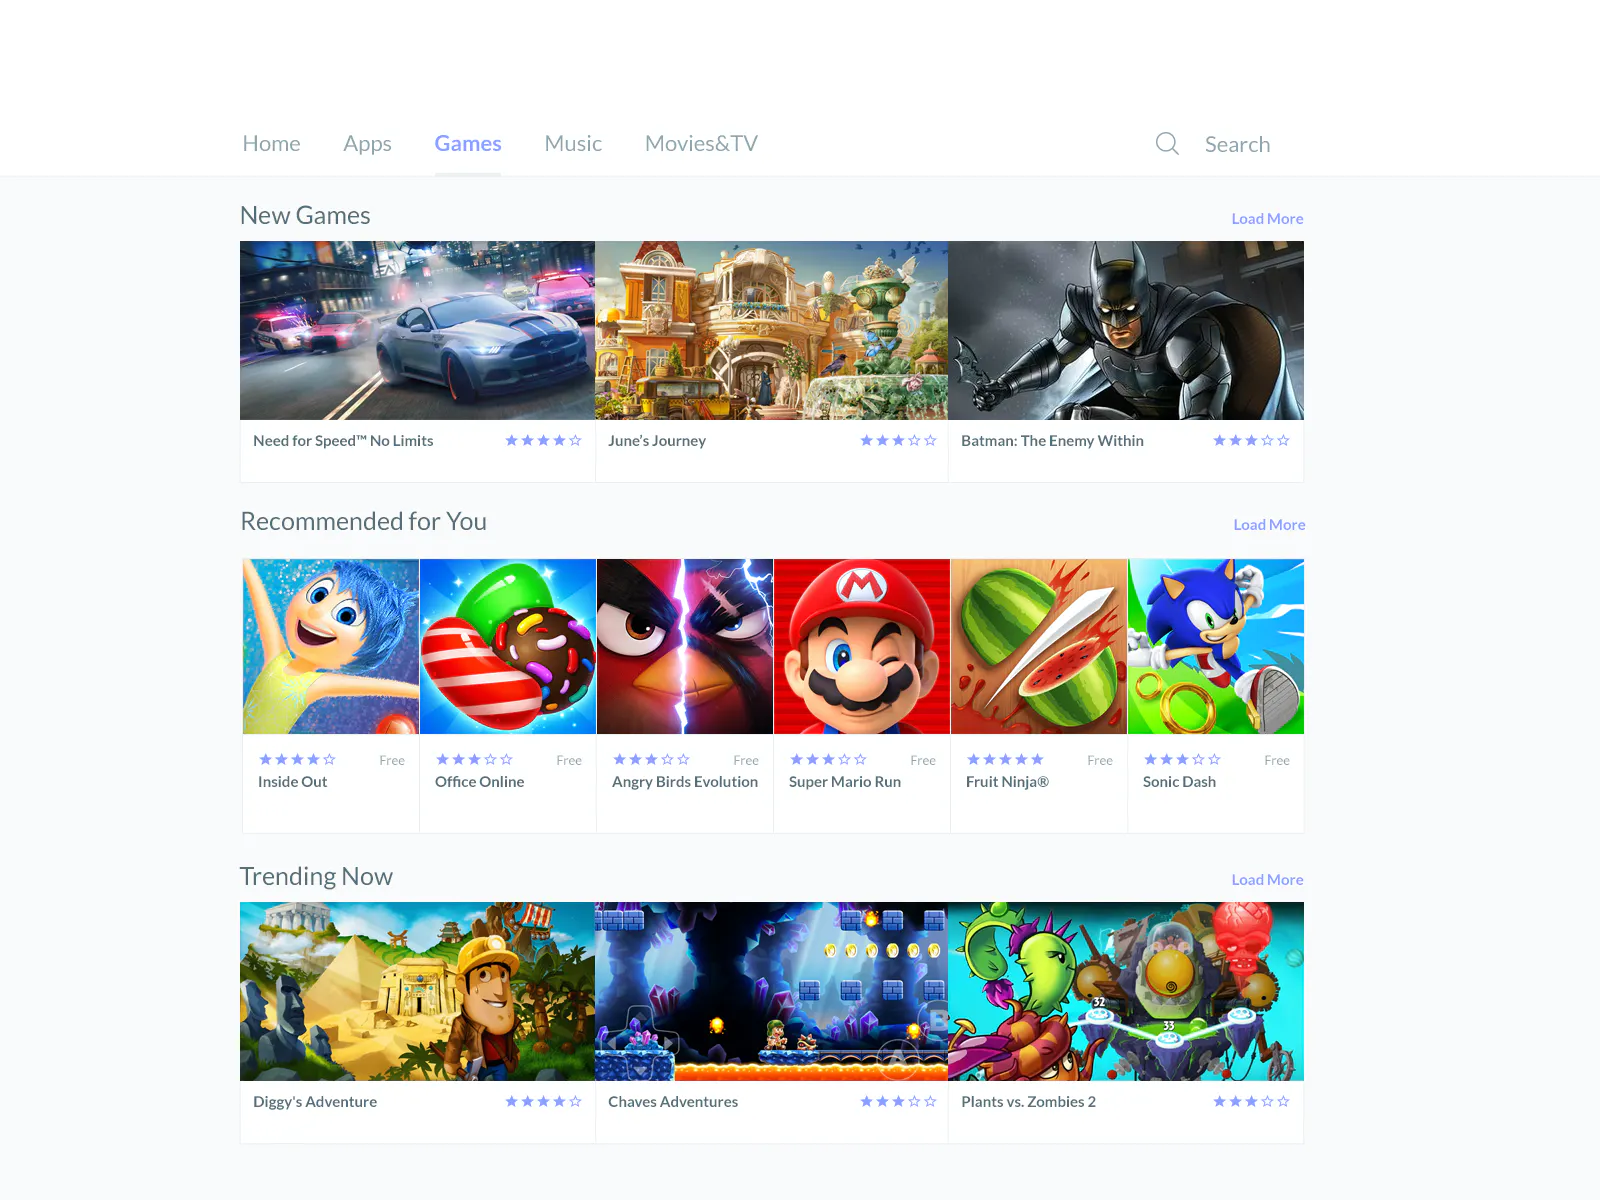 Home Apps Games Music Movies&TV Search
New Games Load More
Need for Speed™ No Limits
June's Journey
Batman: The Enemy Within
Recommended for You Load More
M
Free Free Free Free Free Free
Inside Out Office Online Angry Birds Evolution Super Mario Run Fruit Ninja® Sonic Dash
Trending Now Load More
B
A
32
33
Diggy's Adventure
Chaves Adventures
Plants vs. Zombies 2